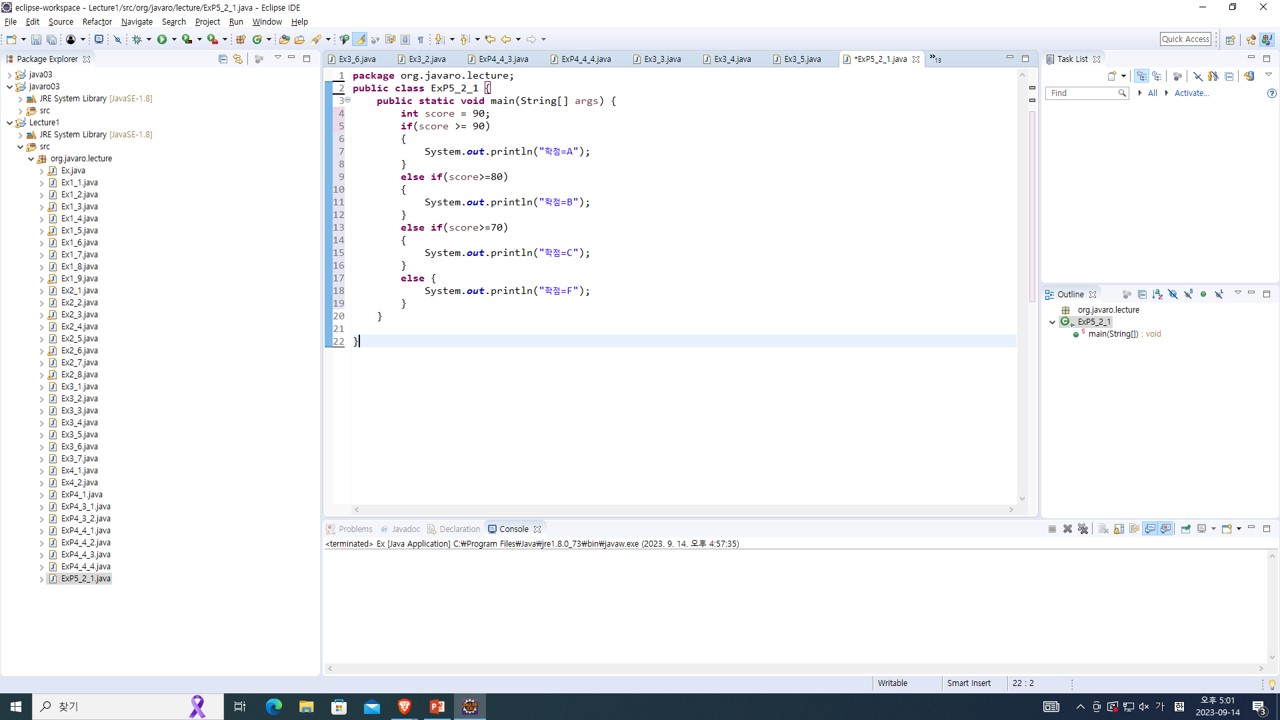 eclipse-workspace - Lecture1/src/org/javaro/lecture/ExP5_2_1.java - Eclipse IDE
File Edit Source Refactor Navigate Search Project Run Window Help
Quick Access
Package Explorer
java03
javaro03
JRE System Library [JavaSE-1.8]
src
Lecture1
JRE System Library [JavaSE-1.8]
src
org.javaro.lecture
Ex.java
Ex1_1.java
Ex1_2.java
Ex1_3.java
Ex1_4.java
Ex1_5.java
Ex1_6.java
Ex1_7.java
Ex1_8.java
Ex1_9.java
Ex2_1.java
Ex2_2.java
Ex2_3.java
Ex2_4.java
Ex2_5.java
Ex2_6.java
Ex2_7.java
Ex2_8.java
Ex3_1.java
Ex3_2.java
Ex3_3.java
Ex3_4.java
Ex3_5.java
Ex3_6.java
Ex3_7.java
Ex4_1.java
Ex4_2.java
ExP4_1.java
ExP4_3_1.java
ExP4_3_2.java
ExP4_4_1.java
ExP4_4_2.java
ExP4_4_3.java
ExP4_4_4.java
ExP5_2_1.java
Ex3_6.java Ex3_2.java ExP4_4_3.java ExP4_4_4.java Ex3_3.java Ex3_4.java Ex3_5.java *ExP5_2_1.java »13
1 package org.javaro.lecture;
2 public class ExP5_2_1 {
3 public static void main(String[] args) {
4 int score = 90;
5 if(score >= 90)
6 {
7 System.out.println("학점=A");
8 }
9 else if(score>=80)
10 {
11 System.out.println("학점=B");
12 }
13 else if(score>=70)
14 {
15 System.out.println("학점=C");
16 }
17 else {
18 System.out.println("학점=F");
19 }
20 }
21
22 }
Task List
Find All Activate...
Outline
org.javaro.lecture
ExP5_2_1
main(String[]) : void
Problems Javadoc Declaration Console
<terminated> Ex [Java Application] C:₩Program Files₩Java₩jre1.8.0_73₩bin₩javaw.exe (2023. 9. 14. 오후 4:57:35)
Writable Smart Insert 22 : 2
찾기
가
오후 5:01
2023-09-14
3